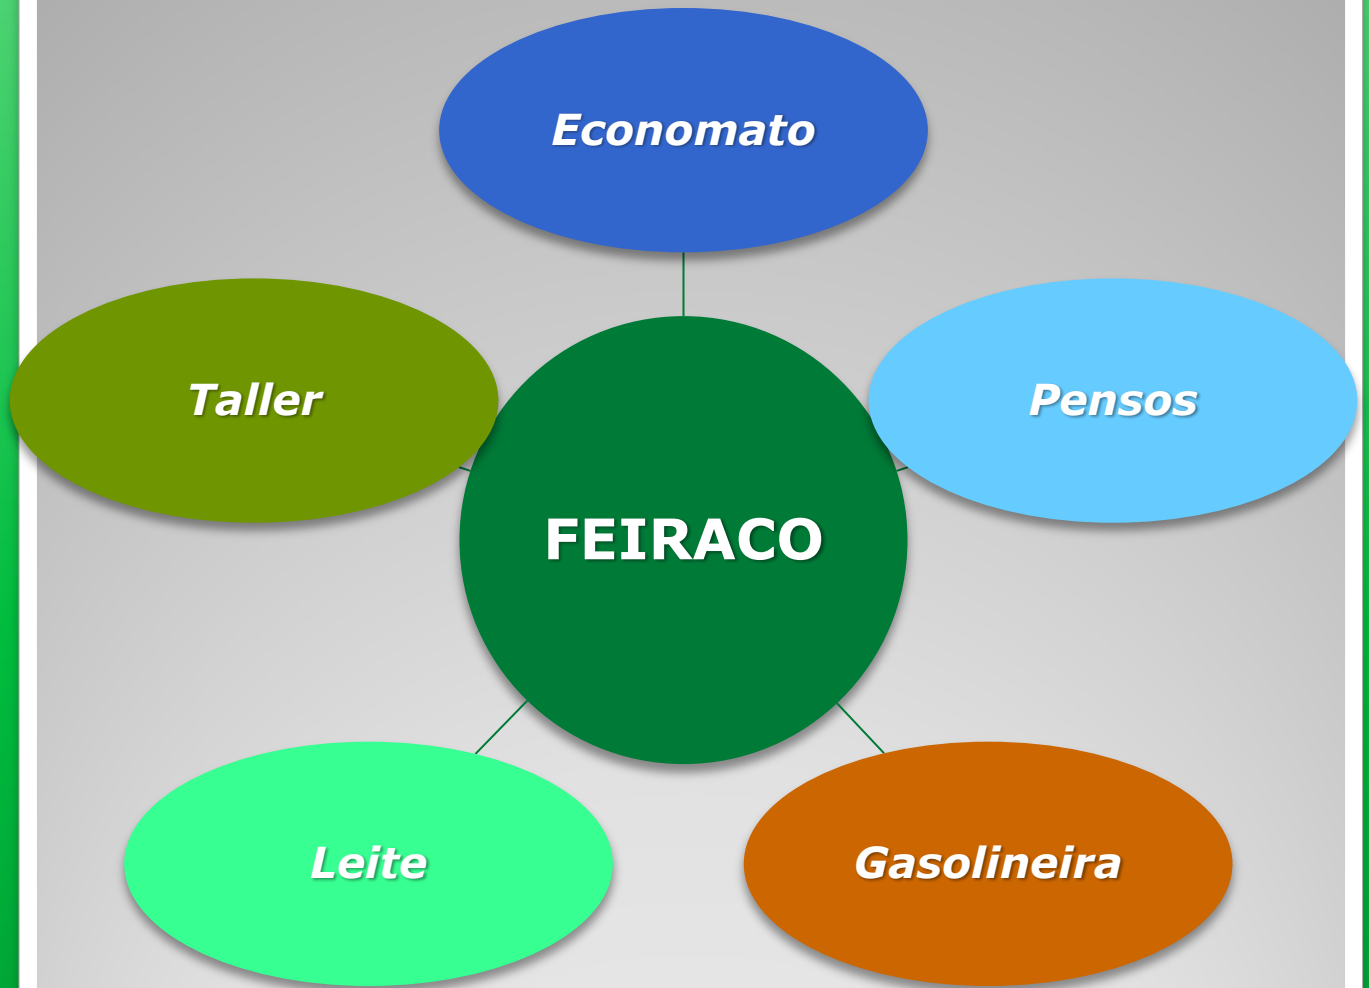 Economato
Taller
Pensos
FEIRACO
Leite
Gasolineira